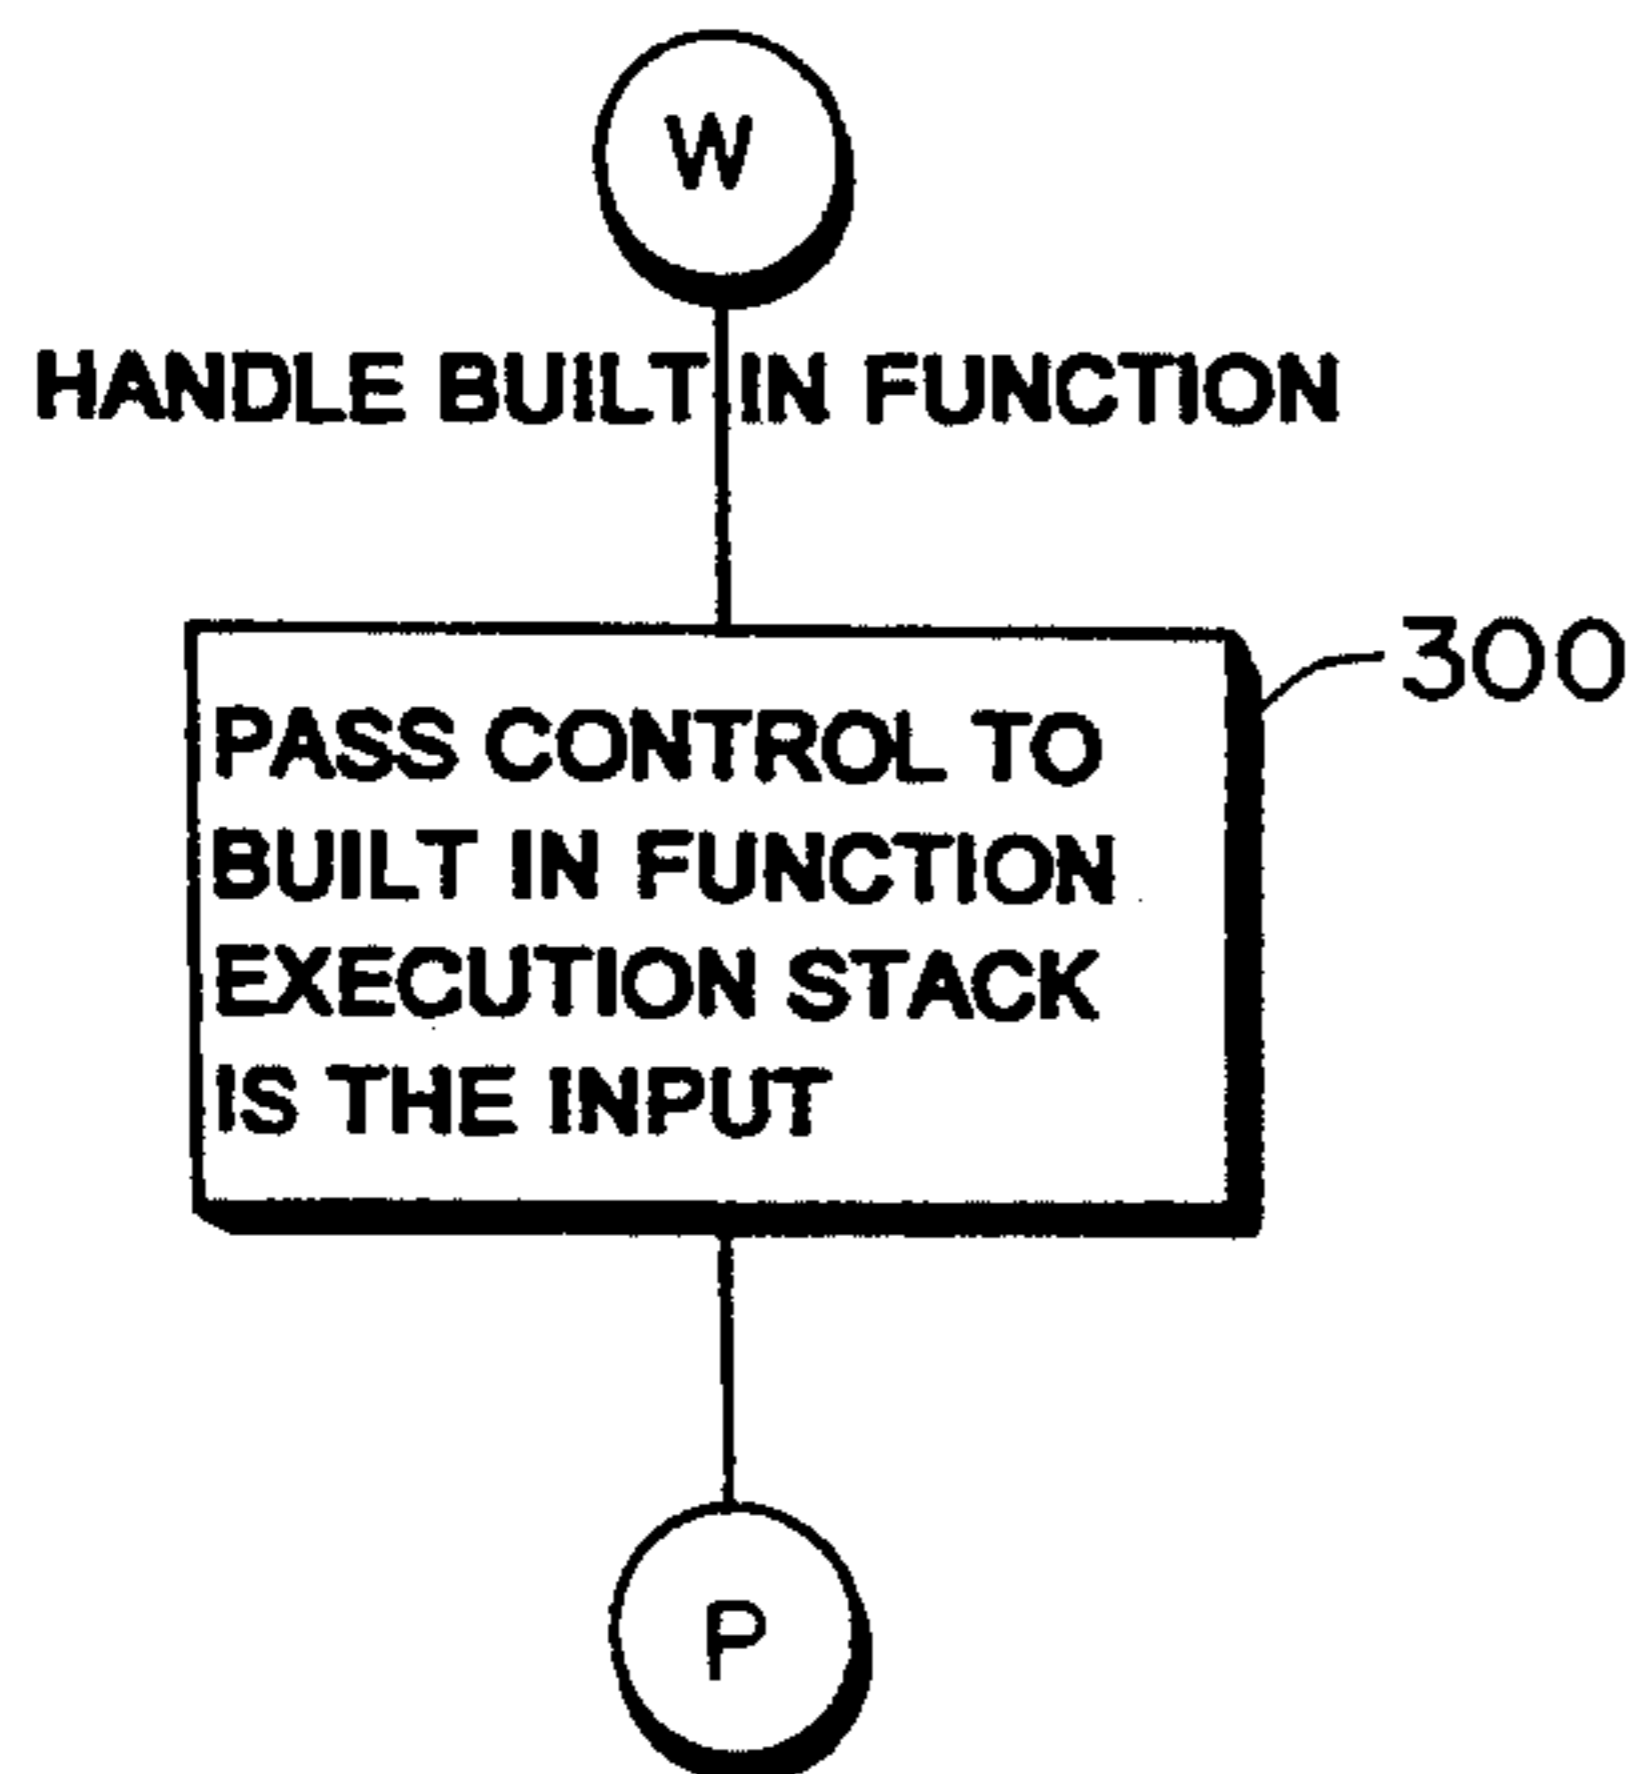 W
HANDLE BUILT IN FUNCTION
300
PASS CONTROL TO
BUILT IN FUNCTION
EXECUTION STACK
IS THE INPUT
P